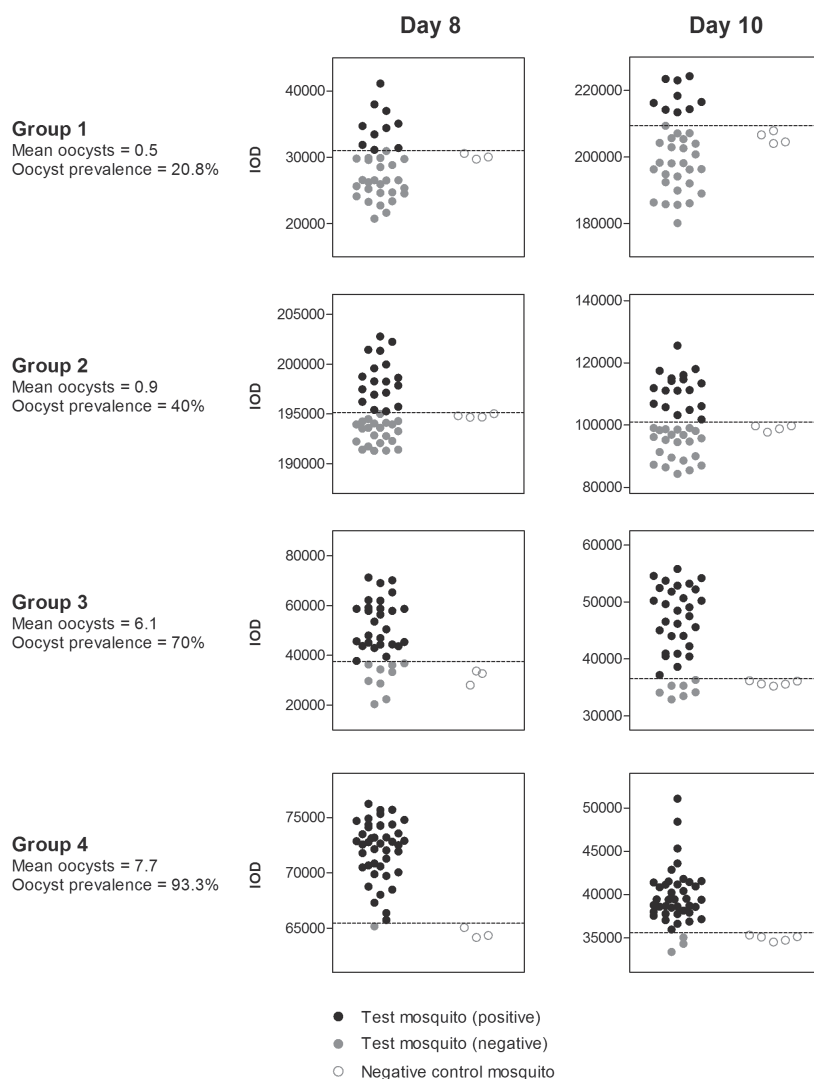 Day 8
Day 10
Group 1
Mean oocysts = 0.5
Oocyst prevalence = 20.8%
IOD
40000
30000
20000
220000
200000
180000
Group 2
Mean oocysts = 0.9
Oocyst prevalence = 40%
IOD
205000
200000
195000
190000
140000
120000
100000
80000
Group 3
Mean oocysts = 6.1
Oocyst prevalence = 70%
IOD
80000
60000
40000
20000
60000
50000
40000
30000
Group 4
Mean oocysts = 7.7
Oocyst prevalence = 93.3%
IOD
75000
70000
65000
50000
45000
40000
35000
Test mosquito (positive)
Test mosquito (negative)
Negative control mosquito